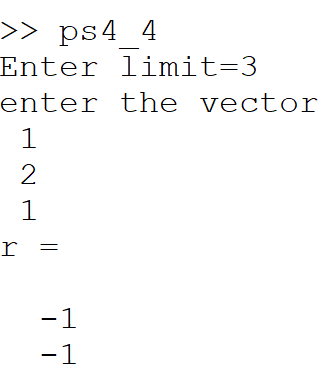 >> ps4_4
Enter limit=3
enter the vector
1
2
1
r =
-1
-1